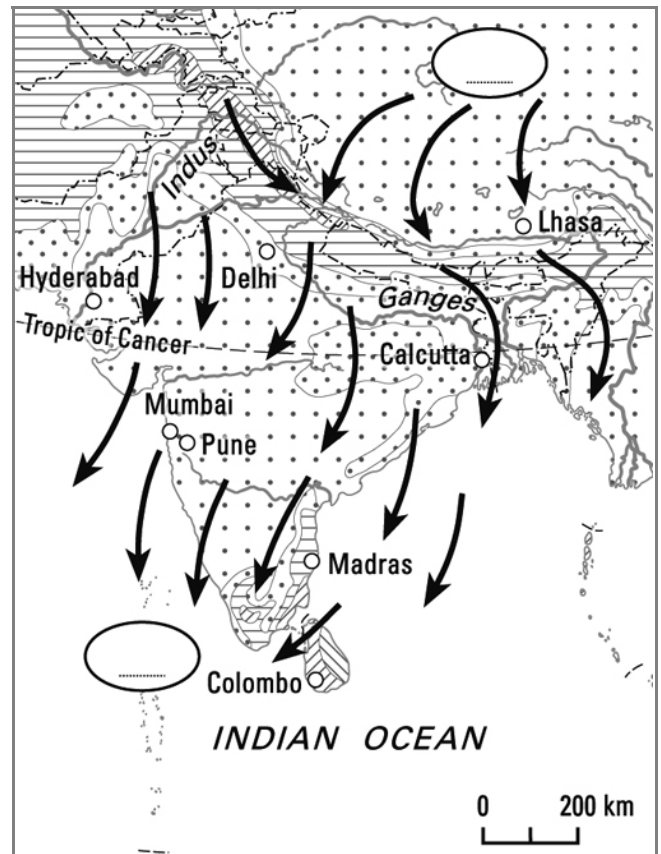 Indus
Lhasa
Hyderabad
Delhi
Ganges
Tropic of Cancer
Calcutta
Mumbai
Pune
Madras
Colombo
INDIAN OCEAN
0 200 km